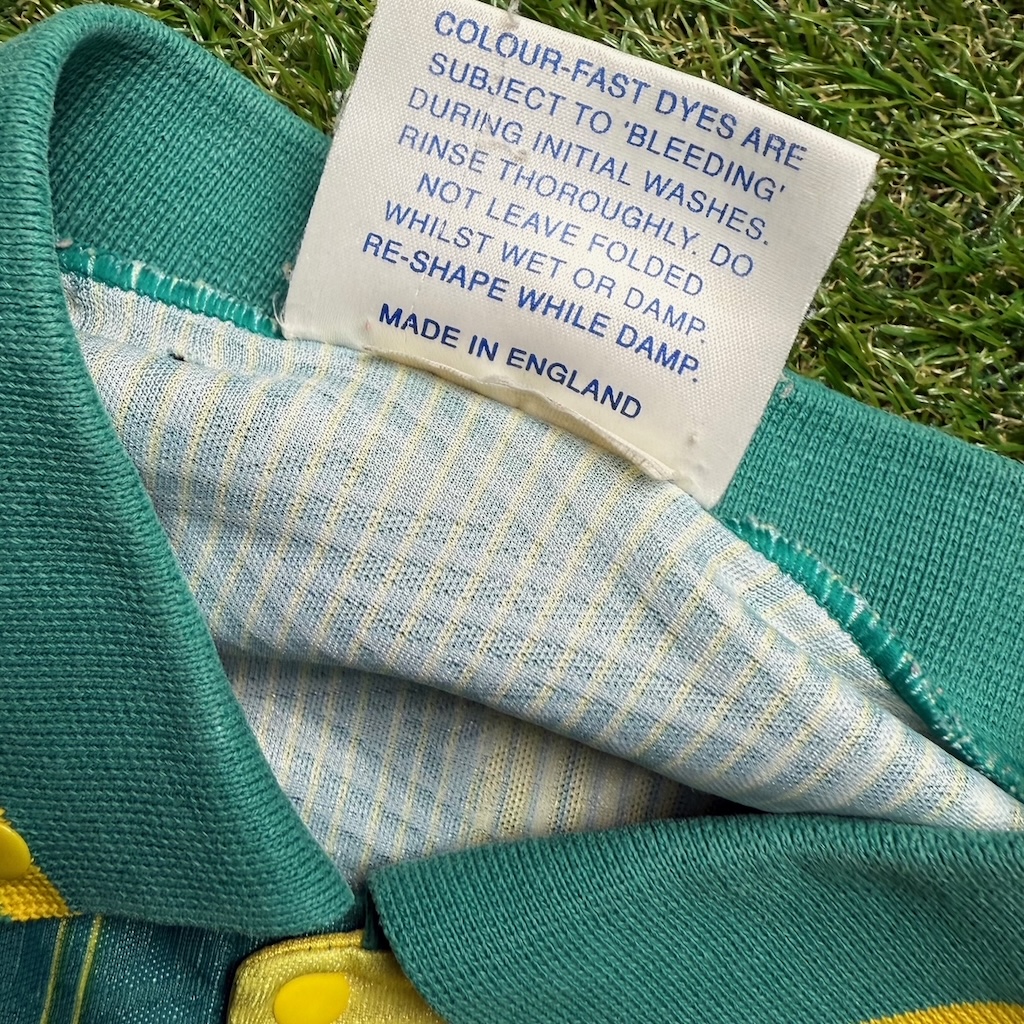 COLOUR-FAST DYES ARE
SUBJECT TO 'BLEEDING'
DURING INITIAL WASHES.
RINSE THOROUGHLY. DO
NOT LEAVE FOLDED
WHILST WET OR DAMP.
RE-SHAPE WHILE DAMP.
MADE IN ENGLAND